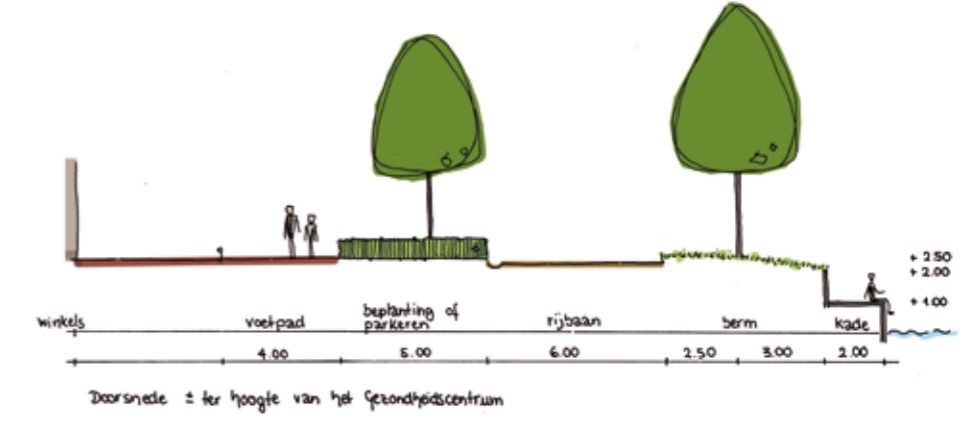 + 2.50
+ 2.00
+ 1.00
winkels
voetpad
beplanting of
parkeren
rijbaan
berm
kade
4.00
5.00
6.00
2.50
3.00
2.00
Doorsnede ± ter hoogte van het Gezondheidscentrum